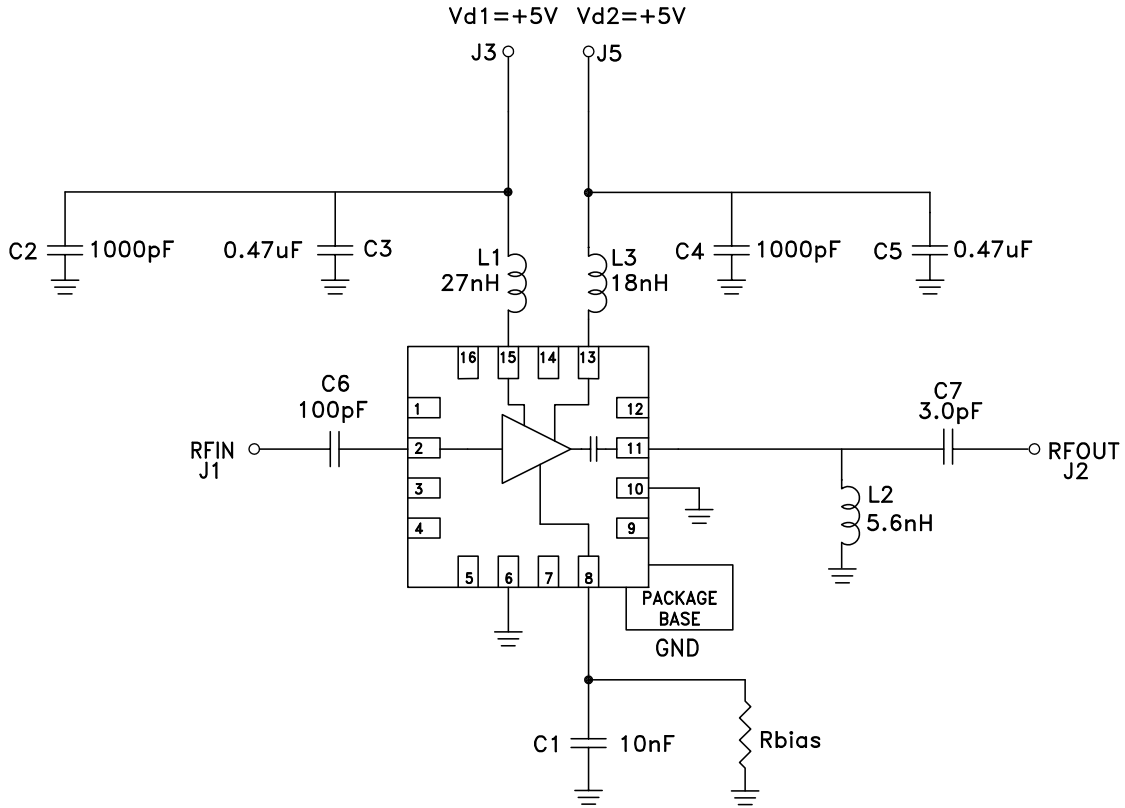 Vd1=+5V Vd2=+5V
J3 J5
C2 1000pF 0.47uF C3
L1
27nH
L3
18nH
C4 1000pF C5 0.47uF
16 15 14 13
C6
100pF
1 12
C7
3.0pF
RFIN
J1
2 11
RFOUT
J2
3 10
L2
5.6nH
4 9
5 6 7 8
PACKAGE
BASE
GND
C1 10nF Rbias